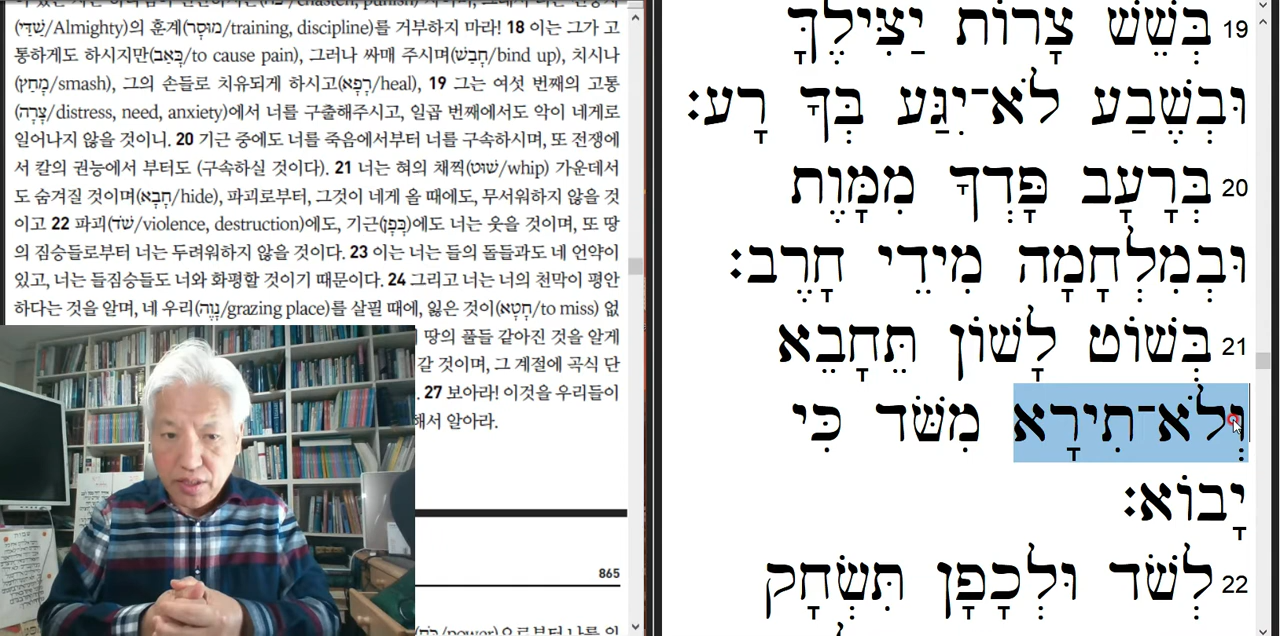 (שַׁדַּי/Almighty)의 훈계(מוּסָר/training, discipline)를 거부하지 마라! 18 이는 그가 고
통하게도 하시지만(כָּאַב/to cause pain), 그러나 싸매 주시며(חָבַשׁ/bind up), 치시나
(מָחַץ/smash), 그의 손들로 치유되게 하시고(רָפָא/heal), 19 그는 여섯 번째의 고통
(צָרָה/distress, need, anxiety)에서 너를 구출해주시고, 일곱 번째에서도 악이 네게로
일어나지 않을 것이니. 20 기근 중에도 너를 죽음에서부터 너를 구속하시며, 또 전쟁에
서 칼의 권능에서 부터도 (구속하실 것이다). 21 너는 혀의 채찍(שׁוֹט/whip) 가운데서
도 숨겨질 것이며(חָבָא/hide), 파괴로부터, 그것이 네게 올 때에도, 무서워하지 않을 것
이고 22 파괴(שֹׁד/violence, destruction)에도, 기근(כָּפָן)에도 너는 웃을 것이며, 또 땅
의 짐승들로부터 너는 두려워하지 않을 것이다. 23 이는 너는 들의 돌들과도 네 언약이
있고, 너는 들짐승들도 너와 화평할 것이기 때문이다. 24 그리고 너는 너의 천막이 평안
하다는 것을 알며, 네 우리(נָוֶה/grazing place)를 살필 때에, 잃은 것이(חָטָא/to miss) 없
땅의 풀들 같아진 것을 알게
갈 것이며, 그 계절에 곡식 단
. 27 보아라! 이것을 우리들이
해서 알아라.
865
19 בְּשֵׁשׁ צָרוֹת יַצִּילֶךָּ
וּבְשֶׁבַע לֹא־יִגַּע בְּךָ רָע׃
20 בְּרָעָב פָּדְךָ מִמָּוֶת
וּבְמִלְחָמָה מִידֵי חָרֶב׃
21 בְּשׁוֹט לָשׁוֹן תֵּחָבֵא
וְלֹא־תִירָא מִשֹּׁד כִּי
יָבוֹא׃
22 לְשֹׁד וּלְכָפָן תִּשְׂחָק